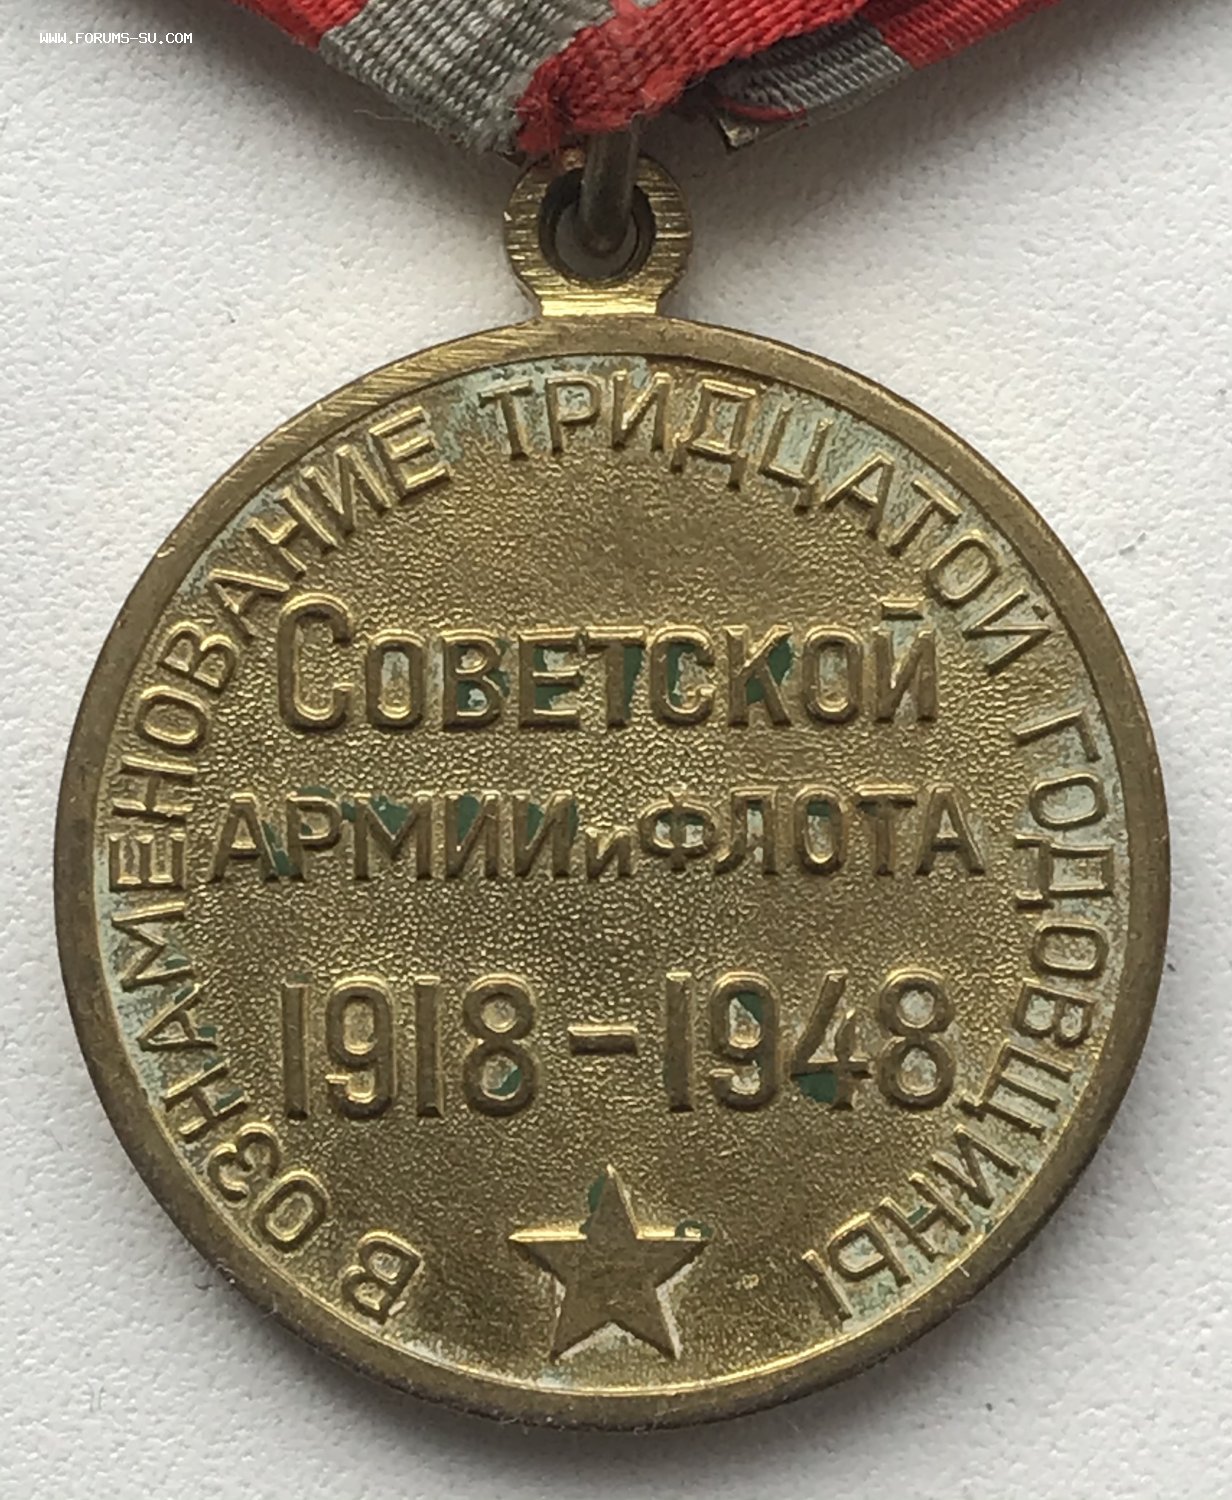 WWW.FORUMS-SU.COM
В ОЗНАМЕНОВАНИЕ ТРИДЦАТОЙ ГОДОВЩИНЫ
СОВЕТСКОЙ
АРМИИ И ФЛОТА
1918-1948